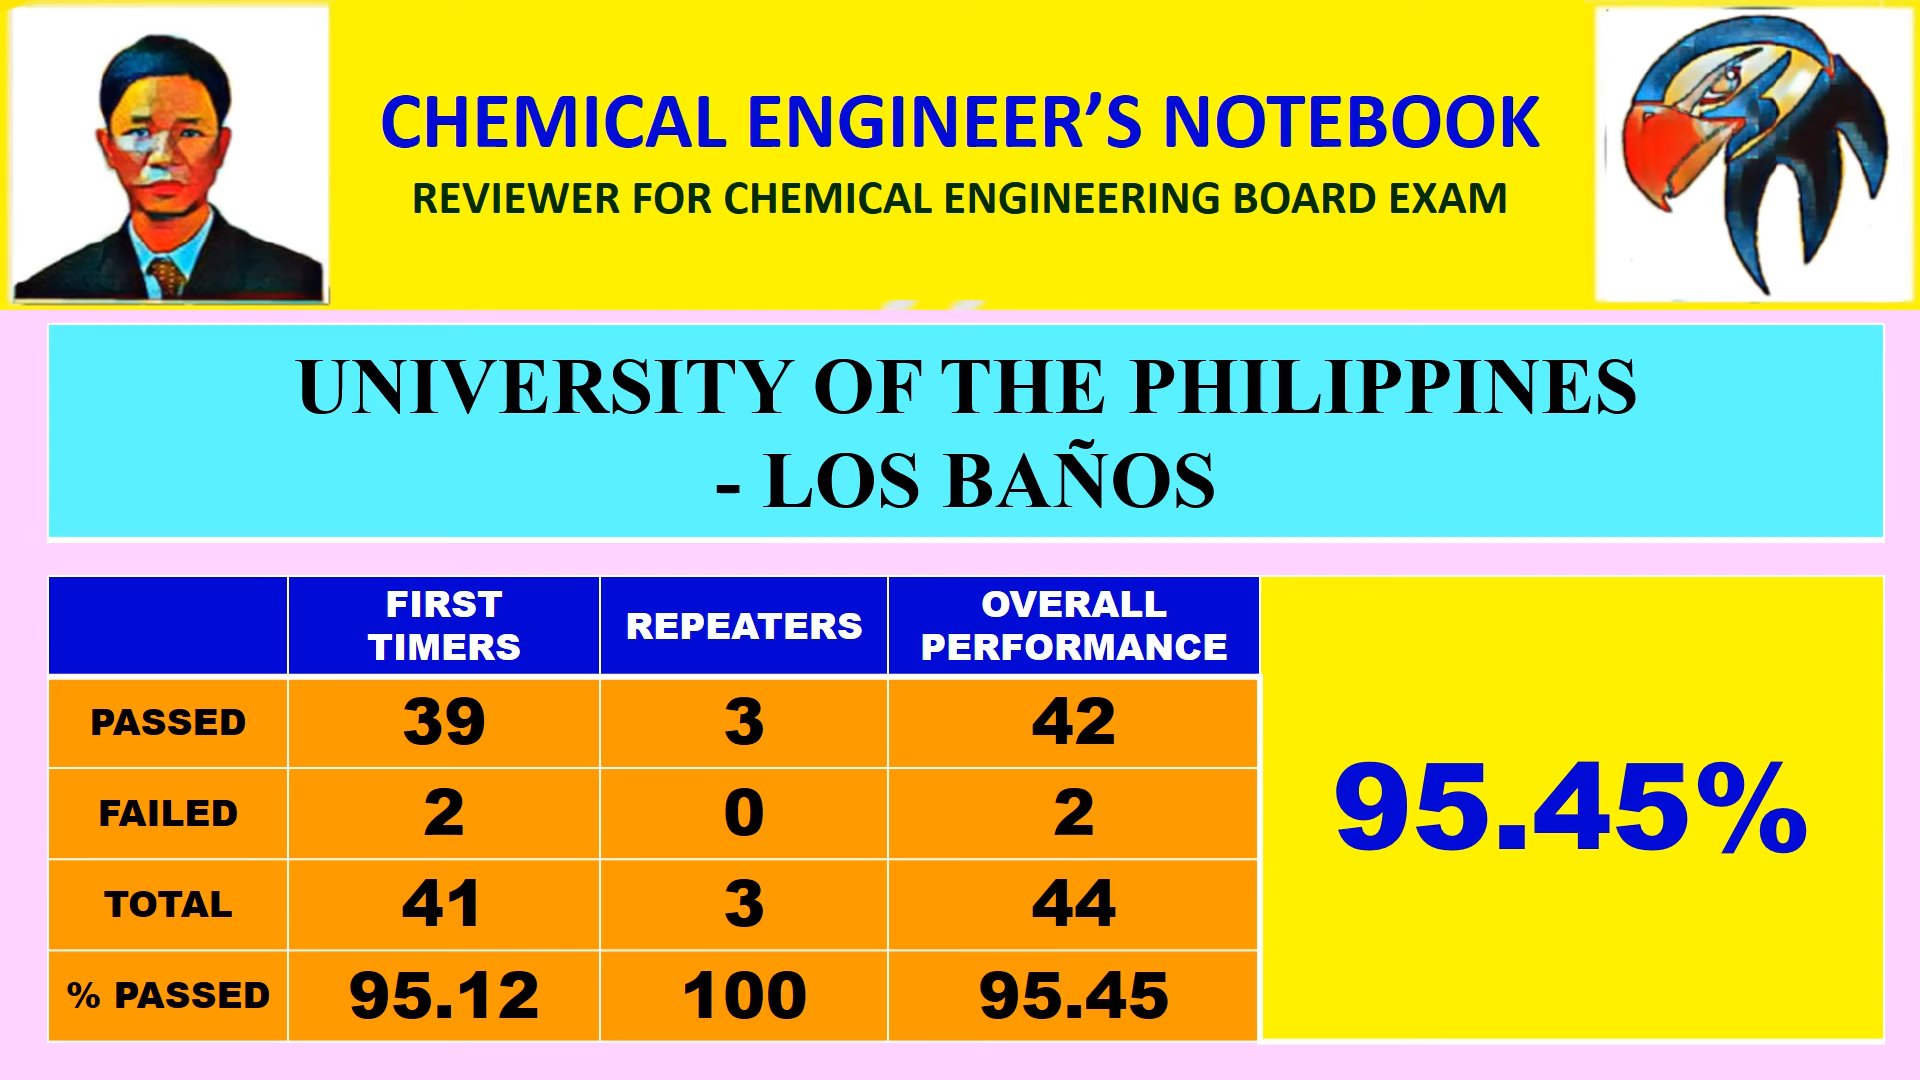 CHEMICAL ENGINEER’S NOTEBOOK
REVIEWER FOR CHEMICAL ENGINEERING BOARD EXAM
UNIVERSITY OF THE PHILIPPINES
- LOS BAÑOS
FIRST TIMERS REPEATERS OVERALL PERFORMANCE
PASSED 39 3 42
FAILED 2 0 2
TOTAL 41 3 44
% PASSED 95.12 100 95.45
95.45%